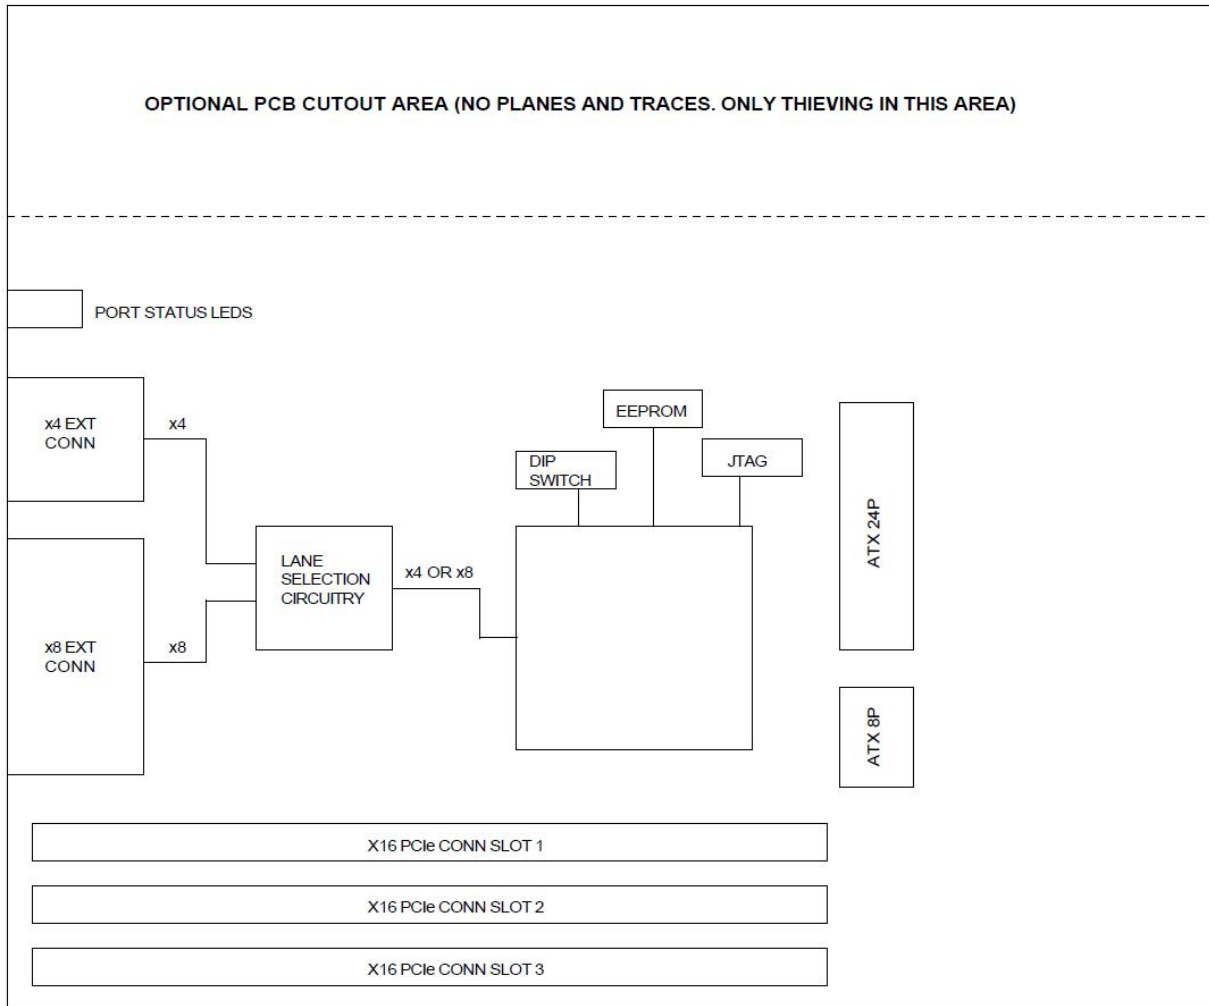 OPTIONAL PCB CUTOUT AREA (NO PLANES AND TRACES. ONLY THIEVING IN THIS AREA)
PORT STATUS LEDS
x4 EXT
CONN
x4
EEPROM
DIP
SWITCH
JTAG
ATX 24P
LANE
SELECTION
CIRCUITRY
x4 OR x8
x8 EXT
CONN
x8
ATX 8P
X16 PCIe CONN SLOT 1
X16 PCIe CONN SLOT 2
X16 PCIe CONN SLOT 3